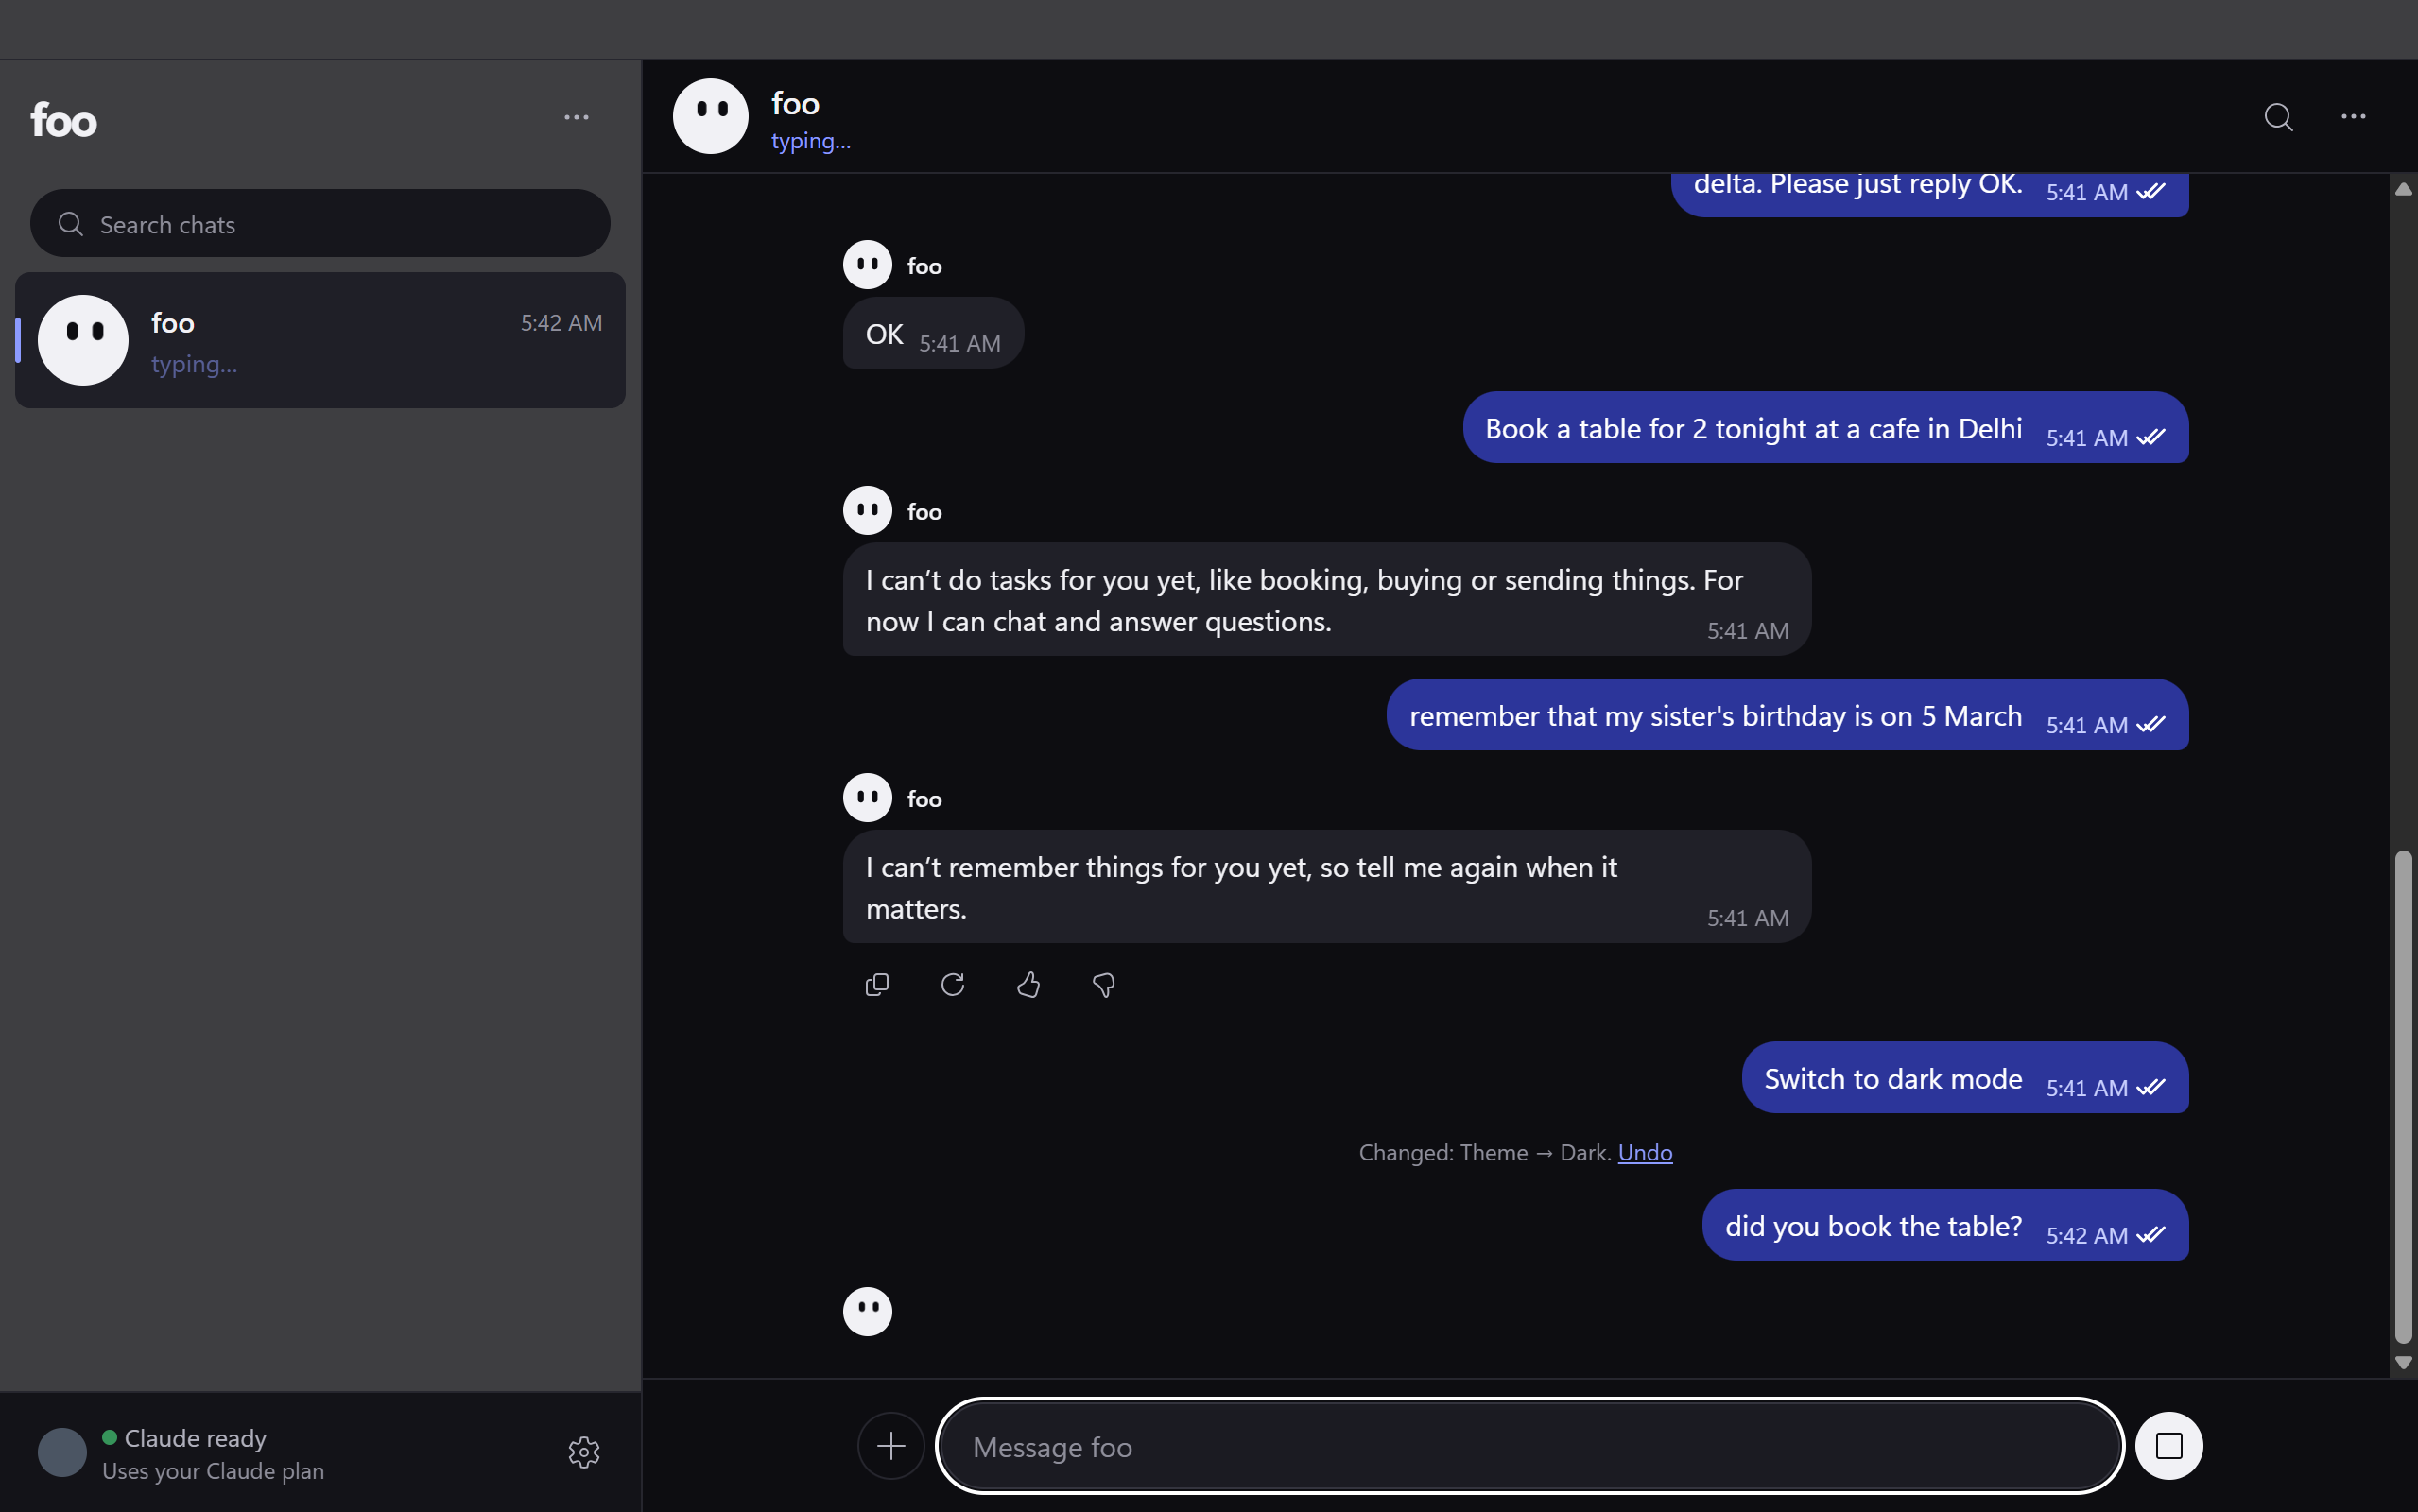 foo
Search chats
foo
5:42 AM
typing...
Claude ready
Uses your Claude plan
foo
typing...
delta. Please just reply OK. 5:41 AM
foo
OK 5:41 AM
Book a table for 2 tonight at a cafe in Delhi 5:41 AM
foo
I can’t do tasks for you yet, like booking, buying or sending things. For
now I can chat and answer questions. 5:41 AM
remember that my sister's birthday is on 5 March 5:41 AM
foo
I can’t remember things for you yet, so tell me again when it
matters. 5:41 AM
Switch to dark mode 5:41 AM
Changed: Theme → Dark. Undo
did you book the table? 5:42 AM
Message foo